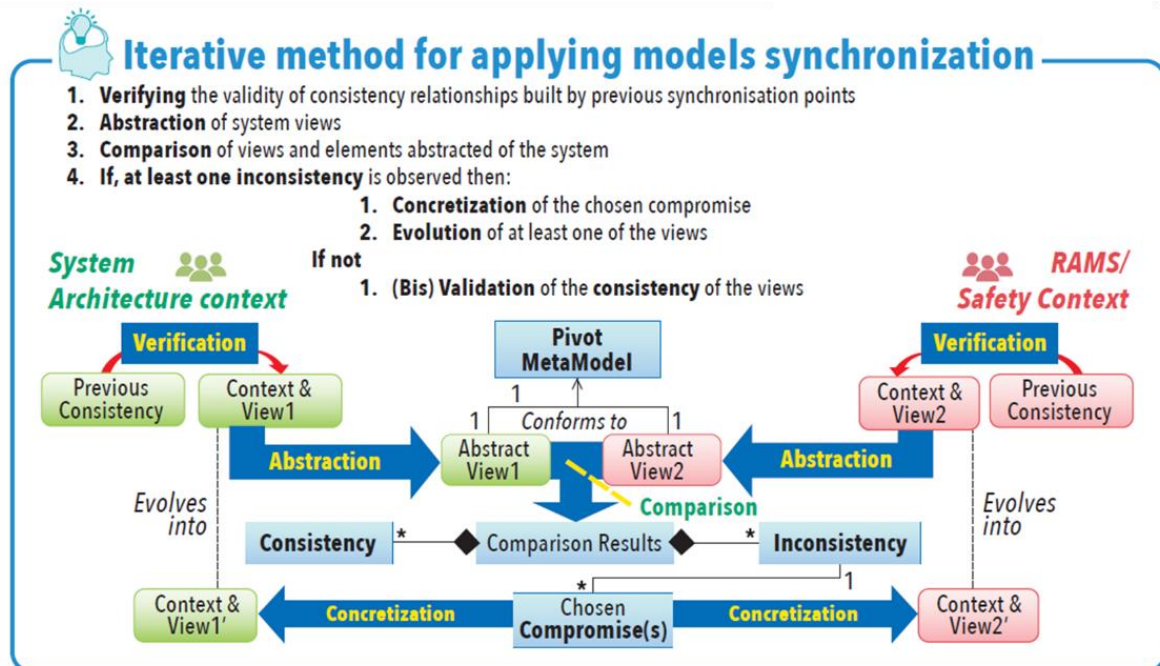 Iterative method for applying models synchronization
1. Verifying the validity of consistency relationships built by previous synchronisation points
2. Abstraction of system views
3. Comparison of views and elements abstracted of the system
4. If, at least one inconsistency is observed then:
1. Concretization of the chosen compromise
2. Evolution of at least one of the views
If not
1. (Bis) Validation of the consistency of the views
System
Architecture context
RAMS/
Safety Context
Verification
Previous
Consistency
Context &
View1
Pivot
MetaModel
1
1
1
Conforms to
Verification
Context &
View2
Previous
Consistency
Abstraction
Abstract
View1
Abstract
View2
Abstraction
Comparison
Evolves
into
Evolves
into
Consistency
*
Comparison Results
*
Inconsistency
1
*
Context &
View1'
Concretization
Chosen
Compromise(s)
Concretization
Context &
View2'